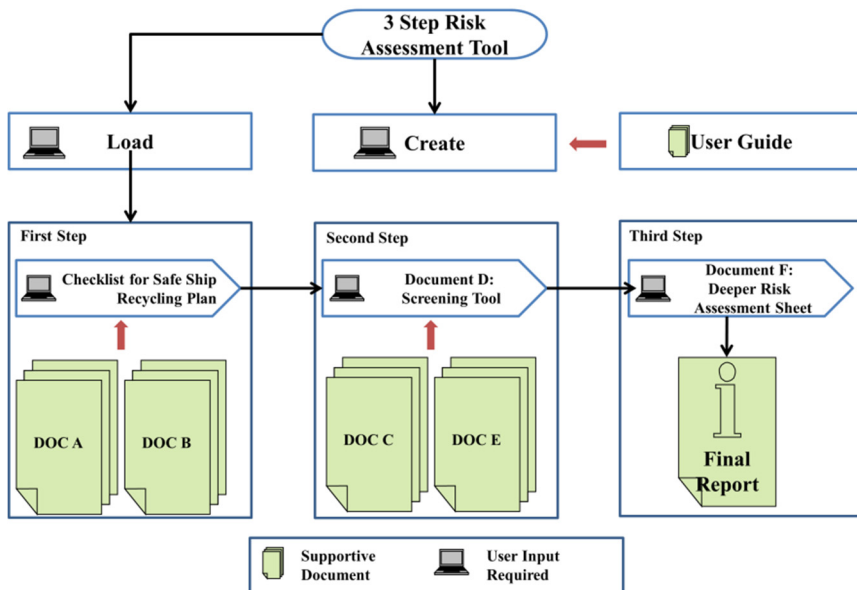 3 Step Risk
Assessment Tool
Load
Create
User Guide
First Step
Checklist for Safe Ship
Recycling Plan
DOC A
DOC B
Second Step
Document D:
Screening Tool
DOC C
DOC E
Third Step
Document F:
Deeper Risk
Assessment Sheet
Final
Report
Supportive
Document
User Input
Required